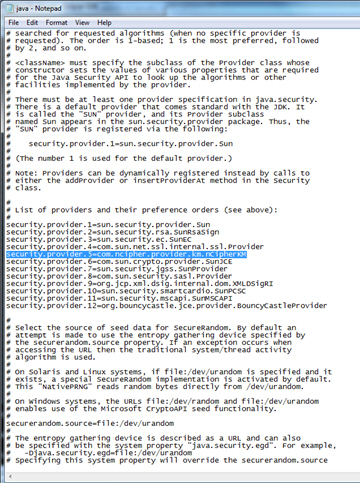 java - Notepad
File Edit Format View Help
# searched for requested algorithms (when no specific provider is
# requested). The order is 1-based; 1 is the most preferred, followed
# by 2, and so on.
#
# <className> must specify the subclass of the Provider class whose
# constructor sets the values of various properties that are required
# for the Java Security API to look up the algorithms or other
# facilities implemented by the provider.
#
# There must be at least one provider specification in java.security.
# There is a default provider that comes standard with the JDK. It
# is called the "SUN" provider, and its Provider subclass
# named Sun appears in the sun.security.provider package. Thus, the
# "SUN" provider is registered via the following:
#
# security.provider.1=sun.security.provider.Sun
#
# (The number 1 is used for the default provider.)
#
# Note: Providers can be dynamically registered instead by calls to
# either the addProvider or insertProviderAt method in the Security
# class.
#
# List of providers and their preference orders (see above):
#
security.provider.1=sun.security.provider.Sun
security.provider.2=sun.security.rsa.SunRsaSign
security.provider.3=sun.security.ec.SunEC
security.provider.4=com.sun.net.ssl.internal.ssl.Provider
security.provider.5=com.ncipher.provider.km.nCipherKM
security.provider.6=com.sun.crypto.provider.SunJCE
security.provider.7=sun.security.jgss.SunProvider
security.provider.8=com.sun.security.sasl.Provider
security.provider.9=org.jcp.xml.dsig.internal.dom.XMLDSigRI
security.provider.10=sun.security.smartcardio.SunPCSC
security.provider.11=sun.security.mscapi.SunMSCAPI
security.provider.12=org.bouncycastle.jce.provider.BouncyCastleProvider
#
# Select the source of seed data for SecureRandom. By default an
# attempt is made to use the entropy gathering device specified by
# the securerandom.source property. If an exception occurs when
# accessing the URL then the traditional system/thread activity
# algorithm is used.
#
# On Solaris and Linux systems, if file:/dev/urandom is specified and it
# exists, a special SecureRandom implementation is activated by default.
# This "NativePRNG" reads random bytes directly from /dev/urandom.
#
# On Windows systems, the URLs file:/dev/random and file:/dev/urandom
# enables use of the Microsoft CryptoAPI seed functionality.
#
securerandom.source=file:/dev/urandom
#
# The entropy gathering device is described as a URL and can also
# be specified with the system property "java.security.egd". For example,
# -Djava.security.egd=file:/dev/urandom
# Specifying this system property will override the securerandom.source